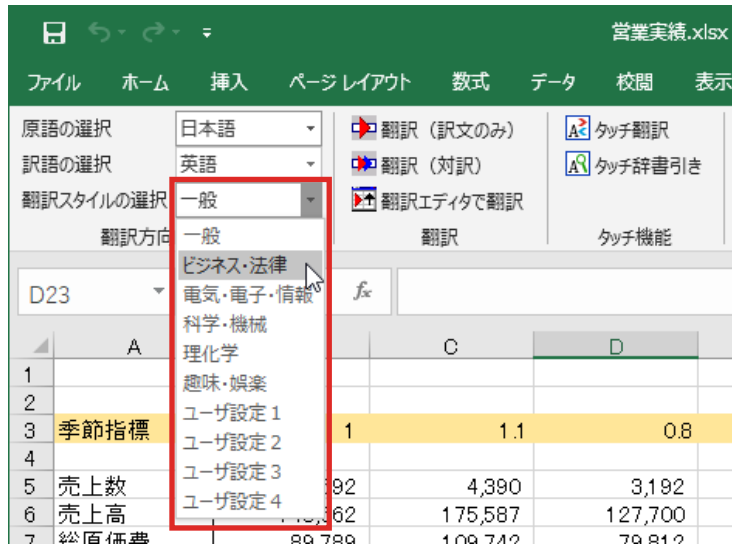 営業実績.xlsx
ファイル ホーム 挿入 ページ レイアウト 数式 データ 校閲 表示
原語の選択 日本語 翻訳（訳文のみ） タッチ翻訳
訳語の選択 英語 翻訳（対訳） タッチ辞書引き
翻訳スタイルの選択 一般 翻訳エディタで翻訳
翻訳方向 翻訳 タッチ機能
一般
ビジネス・法律
電気・電子・情報
科学・機械
理化学
趣味・娯楽
ユーザ設定1
ユーザ設定2
ユーザ設定3
ユーザ設定4
D23 fx
A C D
1
2
3 季節指標 1 1.1 0.8
4
5 売上数 4,390 3,192
6 売上高 175,587 127,700
7 総原価費 89,789 109,742 79,812